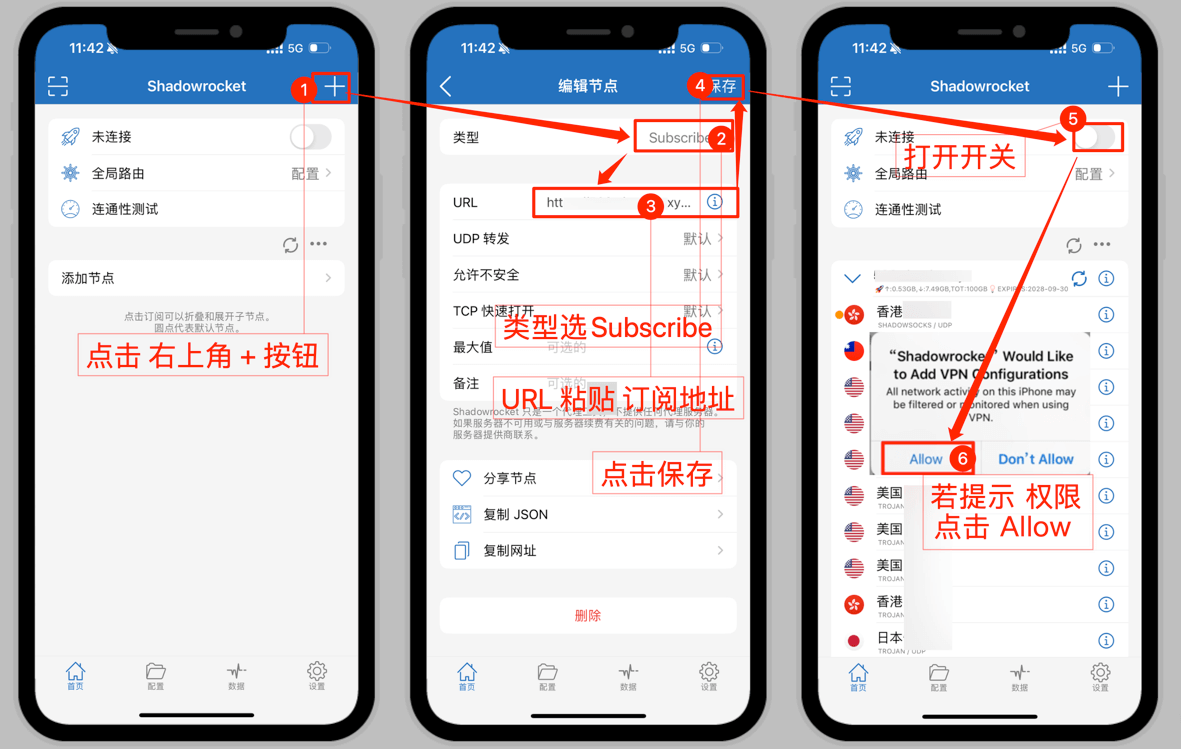 11:42
5G
Shadowrocket
1
未连接
全局路由
配置
连通性测试
添加节点
点击订阅可以折叠和展开子节点。
圆点代表默认节点。
点击 右上角 + 按钮
首页
配置
数据
设置
11:42
5G
编辑节点
4
保存
类型
Subscribe
2
URL
htt
3
xy...
UDP 转发
默认
允许不安全
默认
TCP 快速打开
默认
类型选 Subscribe
最大值
可选的
备注
可选的
URL 粘贴 订阅地址
Shadowrocket 只是一个代理
不提供任何代理服务器。
如果服务器不可用或与服务器续费有关的问题，请与你的
服务器提供商联系。
点击保存
分享节点
复制 JSON
复制网址
删除
首页
配置
数据
设置
11:42
5G
Shadowrocket
5
未连接
打开开关
全局路由
配置
连通性测试
↑:0.53GB,↓:7.49GB,TOT:100GB
EXPIRES:2028-09-30
香港
SHADOWSOCKS / UDP
“Shadowrocket” Would Like
to Add VPN Configurations
All network activity on this iPhone may
be filtered or monitored when using
VPN.
Allow
6
Don’t Allow
若提示 权限
点击 Allow
美国
TROJAN
美国
TROJAN
美国
TROJAN
香港
TROJAN
日本
TROJAN / UDP
首页
配置
数据
设置